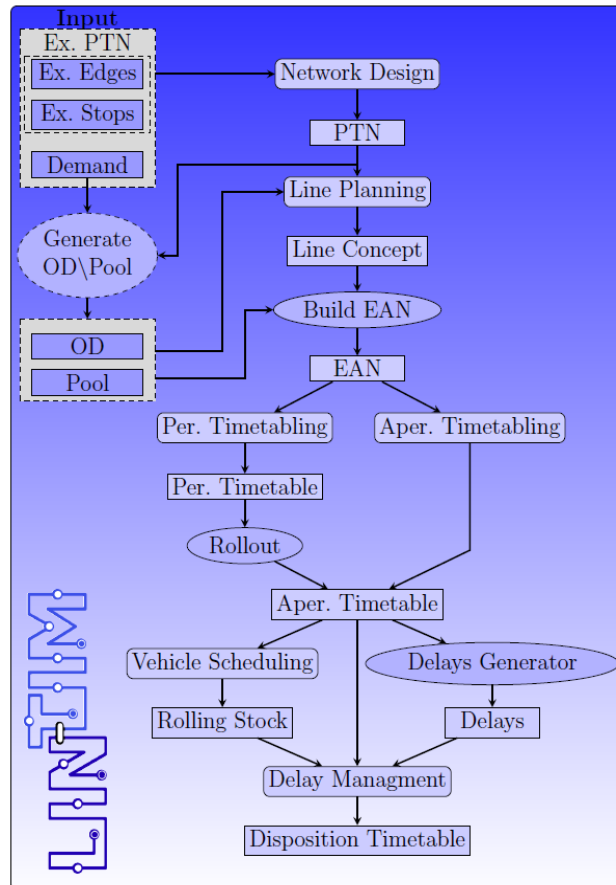 Input
Ex. PTN
Ex. Edges
Ex. Stops
Demand
Network Design
PTN
Line Planning
Generate
OD\Pool
Line Concept
Build EAN
OD
Pool
EAN
Per. Timetabling
Aper. Timetabling
Per. Timetable
Rollout
Aper. Timetable
Vehicle Scheduling
Delays Generator
Rolling Stock
Delays
Delay Managment
Disposition Timetable
LIN
TIM